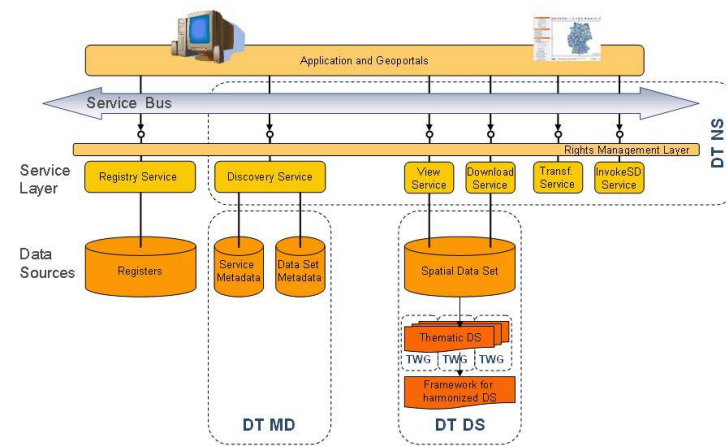 Application and Geoportals
Service Bus
Rights Management Layer
DT NS
Service
Layer
Registry Service
Discovery Service
View
Service
Download
Service
Transf.
Service
InvokeSD
Service
Data
Sources
Registers
Service
Metadata
Data Set
Metadata
Spatial Data Set
Thematic DS
TWG
TWG
TWG
Framework for
harmonized DS
DT MD
DT DS